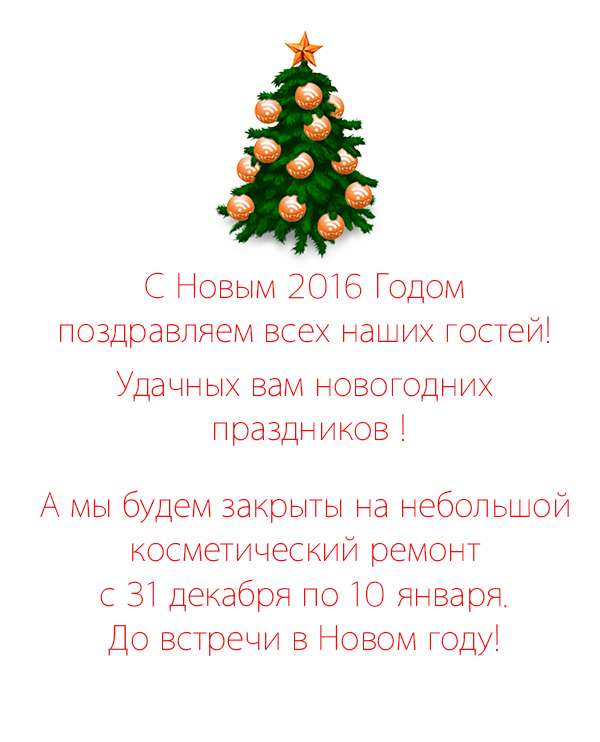 С Новым 2016 Годом
поздравляем всех наших гостей!
Удачных вам новогодних
праздников !
А мы будем закрыты на небольшой
косметический ремонт
с 31 декабря по 10 января.
До встречи в Новом году!